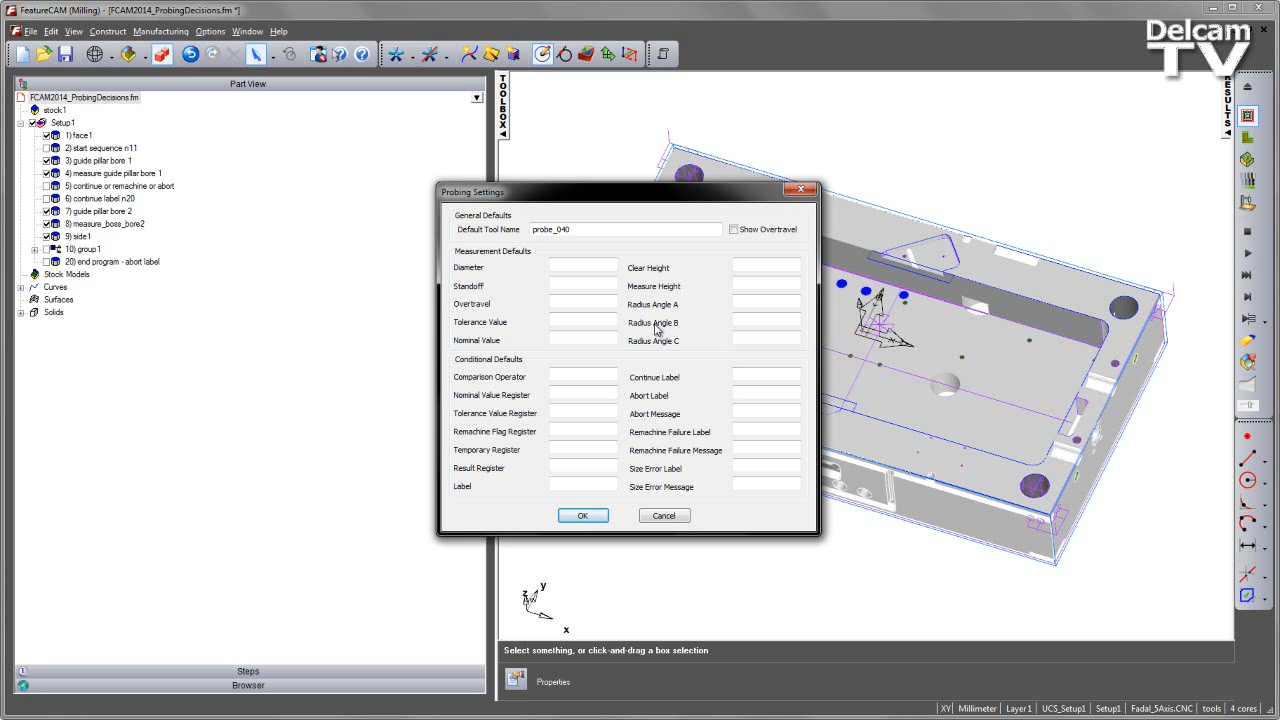 FeatureCAM (Milling) - [FCAM2014_ProbingDecisions.fm *]
File Edit View Construct Manufacturing Options Window Help
Delcam
TV
Part View
FCAM2014_ProbingDecisions.fm
stock1
Setup1
1) face1
2) start sequence n11
3) guide pillar bore 1
4) measure guide pillar bore 1
5) continue or remachine or abort
6) continue label n20
7) guide pillar bore 2
8) measure_boss_bore2
9) side1
10) group1
20) end program - abort label
Stock Models
Curves
Surfaces
Solids
Steps
Browser
TOOLBOX
RESULTS
Probing Settings
General Defaults
Default Tool Name probe_040 Show Overtravel
Measurement Defaults
Diameter Clear Height
Standoff Measure Height
Overtravel Radius Angle A
Tolerance Value Radius Angle B
Nominal Value Radius Angle C
Conditional Defaults
Comparison Operator Continue Label
Nominal Value Register Abort Label
Tolerance Value Register Abort Message
Remachine Flag Register Remachine Failure Label
Temporary Register Remachine Failure Message
Result Register Size Error Label
Label Size Error Message
OK Cancel
z y
x
Select something, or click-and-drag a box selection
Properties
XY Millimeter Layer1 UCS_Setup1 Setup1 Fadal_5Axis.CNC tools 4 cores